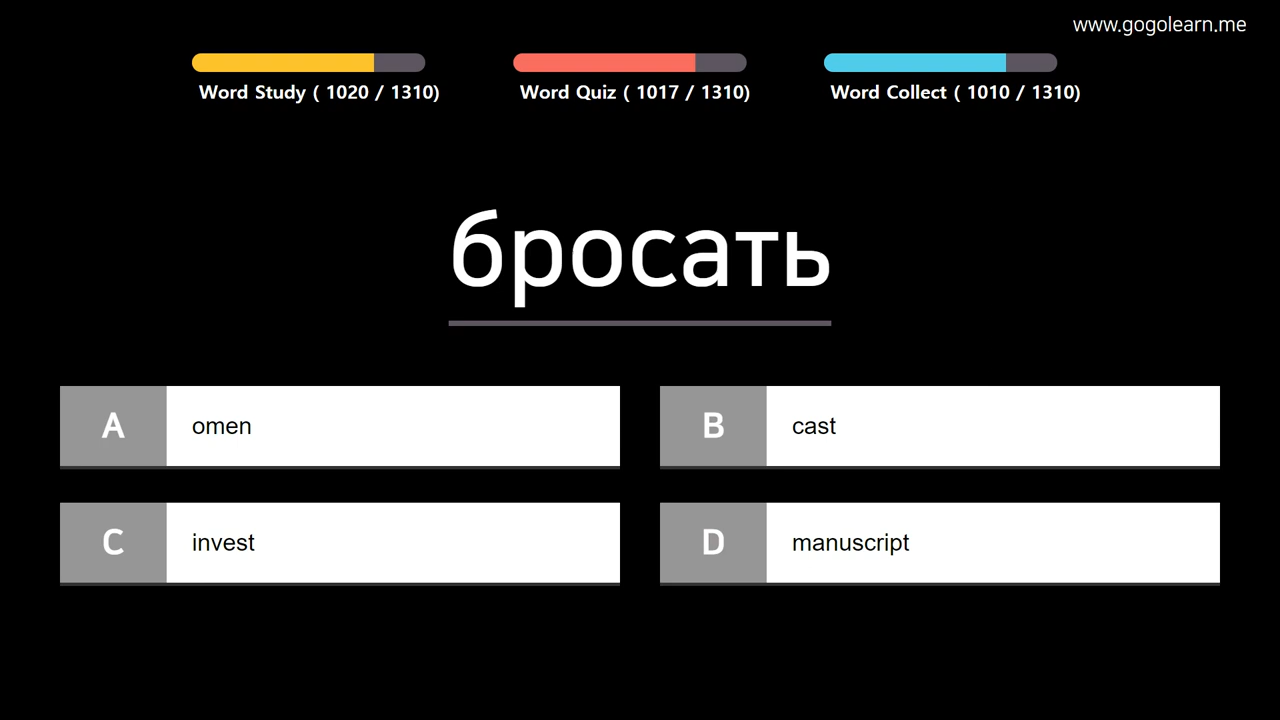 www.gogolearn.me
Word Study ( 1020 / 1310)
Word Quiz ( 1017 / 1310)
Word Collect ( 1010 / 1310)
бросать
A omen
B cast
C invest
D manuscript